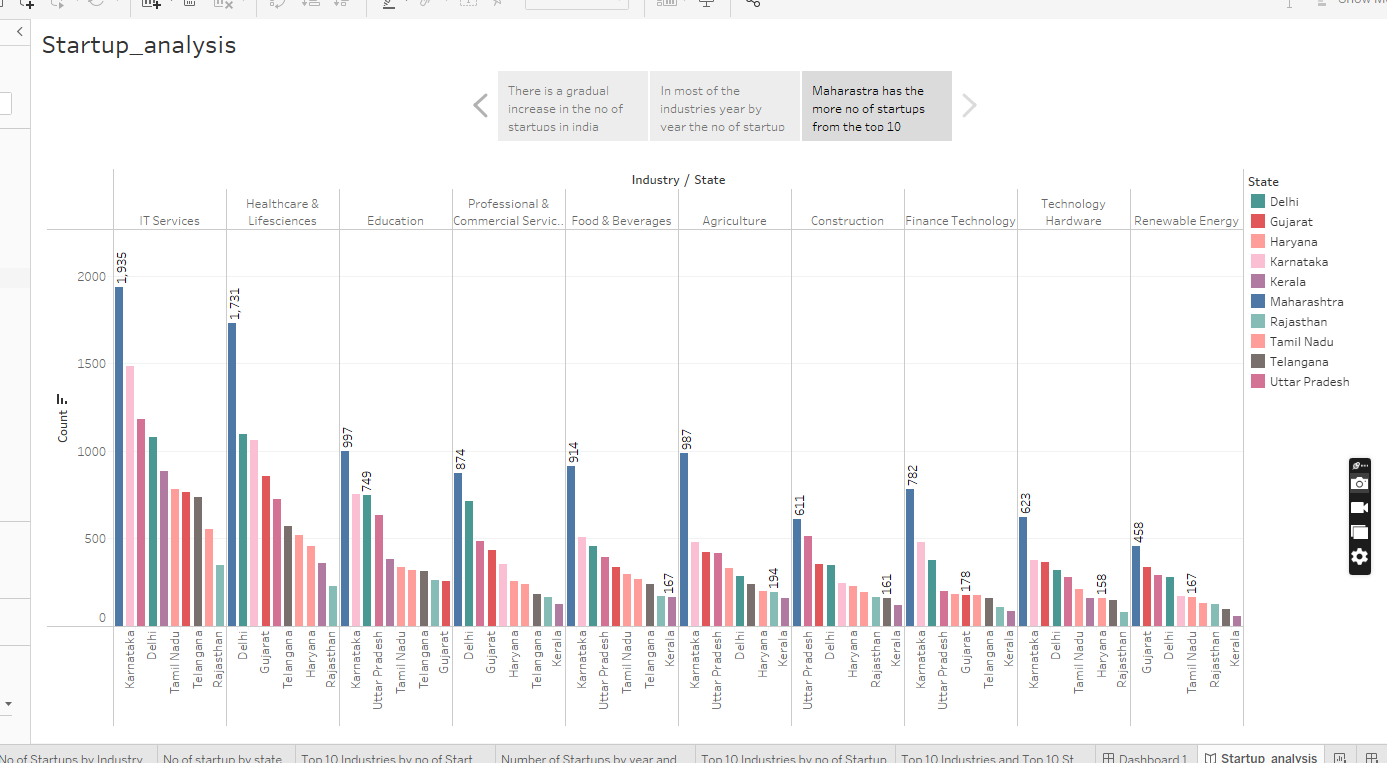 Show Me
Startup_analysis
There is a gradual
increase in the no of
startups in india
In most of the
industries year by
year the no of startup
Maharastra has the
more no of startups
from the top 10
Industry / State
IT Services
Healthcare &
Lifesciences
Education
Professional &
Commercial Servic..
Food & Beverages
Agriculture
Construction
Finance Technology
Technology
Hardware
Renewable Energy
State
Delhi
Gujarat
Haryana
Karnataka
Kerala
Maharashtra
Rajasthan
Tamil Nadu
Telangana
Uttar Pradesh
Count
2000
1500
1000
500
0
1,935
1,731
997
749
874
914
167
987
194
611
161
782
178
623
158
458
167
Karnataka
Delhi
Tamil Nadu
Telangana
Rajasthan
Delhi
Gujarat
Telangana
Haryana
Rajasthan
Karnataka
Uttar Pradesh
Tamil Nadu
Telangana
Gujarat
Delhi
Gujarat
Haryana
Telangana
Kerala
Karnataka
Uttar Pradesh
Tamil Nadu
Telangana
Kerala
Karnataka
Uttar Pradesh
Delhi
Haryana
Kerala
Uttar Pradesh
Delhi
Haryana
Rajasthan
Kerala
Karnataka
Uttar Pradesh
Gujarat
Telangana
Kerala
Karnataka
Delhi
Tamil Nadu
Haryana
Rajasthan
Gujarat
Delhi
Tamil Nadu
Rajasthan
Kerala
No of Startups by Industry
No of startup by state
Top 10 Industries by no of Start..
Number of Startups by year and ..
Top 10 Industries by no of Startup..
Top 10 Industries and Top 10 St..
Dashboard 1
Startup_analysis